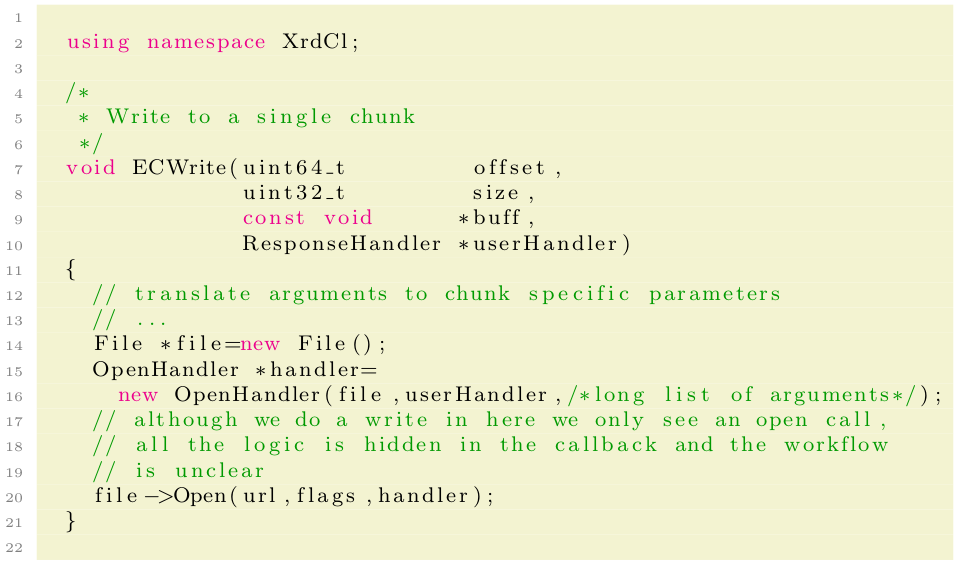 1
2 using namespace XrdCl;
3
4 /*
5  * Write to a single chunk
6  */
7 void ECWrite(uint64_t         offset,
8              uint32_t         size,
9              const void      *buff,
10              ResponseHandler *userHandler)
11 {
12   // translate arguments to chunk specific parameters
13   // ...
14   File *file=new File();
15   OpenHandler *handler=
16     new OpenHandler(file,userHandler,/*long list of arguments*/);
17   // although we do a write in here we only see an open call,
18   // all the logic is hidden in the callback and the workflow
19   // is unclear
20   file->Open(url,flags,handler);
21 }
22